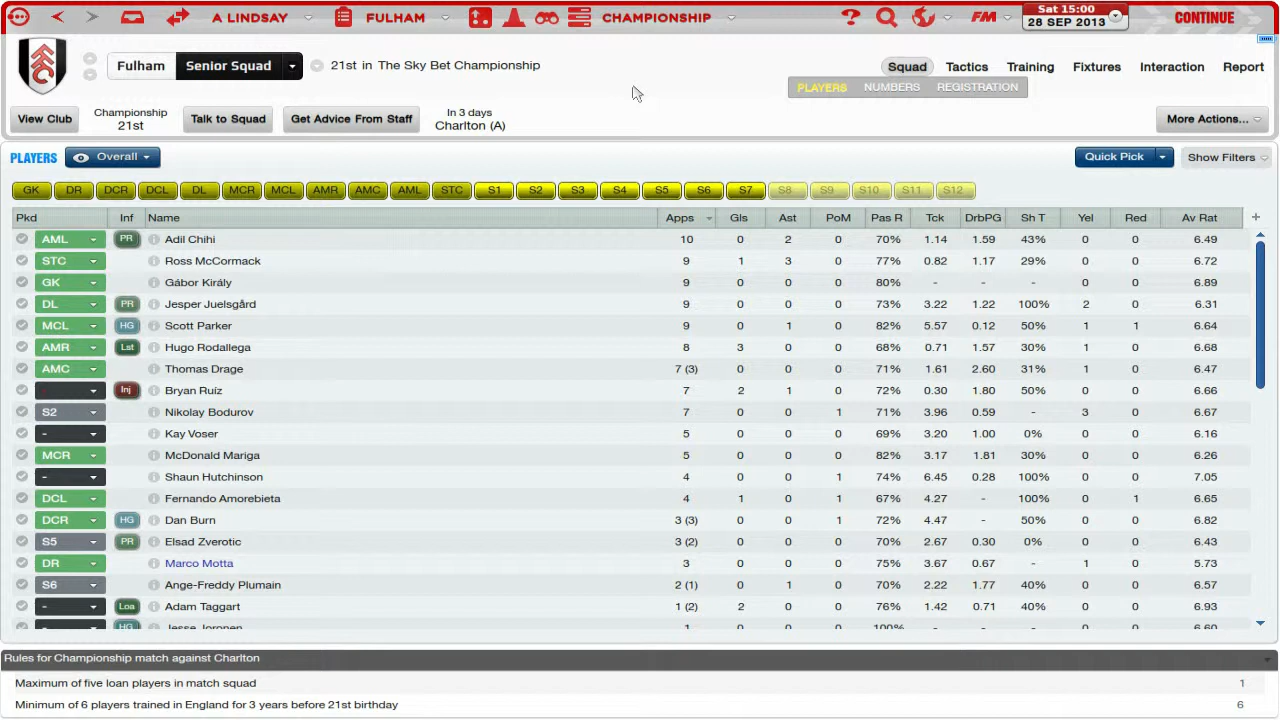 A LINDSAY FULHAM CHAMPIONSHIP ? FM Sat 15:00 28 SEP 2013 CONTINUE
Fulham Senior Squad 21st in The Sky Bet Championship
Squad Tactics Training Fixtures Interaction Report
PLAYERS NUMBERS REGISTRATION
View Club Championship 21st Talk to Squad Get Advice From Staff In 3 days Charlton (A) More Actions...
PLAYERS Overall Quick Pick Show Filters
GK DR DCR DCL DL MCR MCL AMR AMC AML STC S1 S2 S3 S4 S5 S6 S7 S8 S9 S10 S11 S12
Pkd Inf Name Apps Gls Ast PoM Pas R Tck DrbPG Sh T Yel Red Av Rat +
AML PR Adil Chihi 10 0 2 0 70% 1.14 1.59 43% 0 0 6.49
STC Ross McCormack 9 1 3 0 77% 0.82 1.17 29% 0 0 6.72
GK Gábor Király 9 0 0 0 80% - - - 0 0 6.89
DL PR Jesper Juelsgård 9 0 0 0 73% 3.22 1.22 100% 2 0 6.31
MCL HG Scott Parker 9 0 1 0 82% 5.57 0.12 50% 1 1 6.64
AMR Lst Hugo Rodallega 8 3 0 0 68% 0.71 1.57 30% 1 0 6.68
AMC Thomas Drage 7 (3) 0 0 0 71% 1.61 2.60 31% 1 0 6.47
Inj Bryan Ruiz 7 2 1 0 72% 0.30 1.80 50% 0 0 6.66
S2 Nikolay Bodurov 7 0 0 1 71% 3.96 0.59 - 3 0 6.67
- Kay Voser 5 0 0 0 69% 3.20 1.00 0% 0 0 6.16
MCR McDonald Mariga 5 0 0 0 82% 3.17 1.81 30% 0 0 6.26
- Shaun Hutchinson 4 0 0 1 74% 6.45 0.28 100% 0 0 7.05
DCL Fernando Amorebieta 4 1 0 1 67% 4.27 - 100% 0 1 6.65
DCR HG Dan Burn 3 (3) 0 0 1 72% 4.47 - 50% 0 0 6.82
S5 PR Elsad Zverotic 3 (2) 0 0 0 70% 2.67 0.30 0% 0 0 6.43
DR Marco Motta 3 0 0 0 75% 3.67 0.67 - 1 0 5.73
S6 Ange-Freddy Plumain 2 (1) 0 1 0 70% 2.22 1.77 40% 0 0 6.57
- Loa Adam Taggart 1 (2) 2 0 0 76% 1.42 0.71 40% 0 0 6.93
- HG Jesse Joronen 1 0 0 0 100% - - - 0 0 6.60
Rules for Championship match against Charlton
Maximum of five loan players in match squad 1
Minimum of 6 players trained in England for 3 years before 21st birthday 6